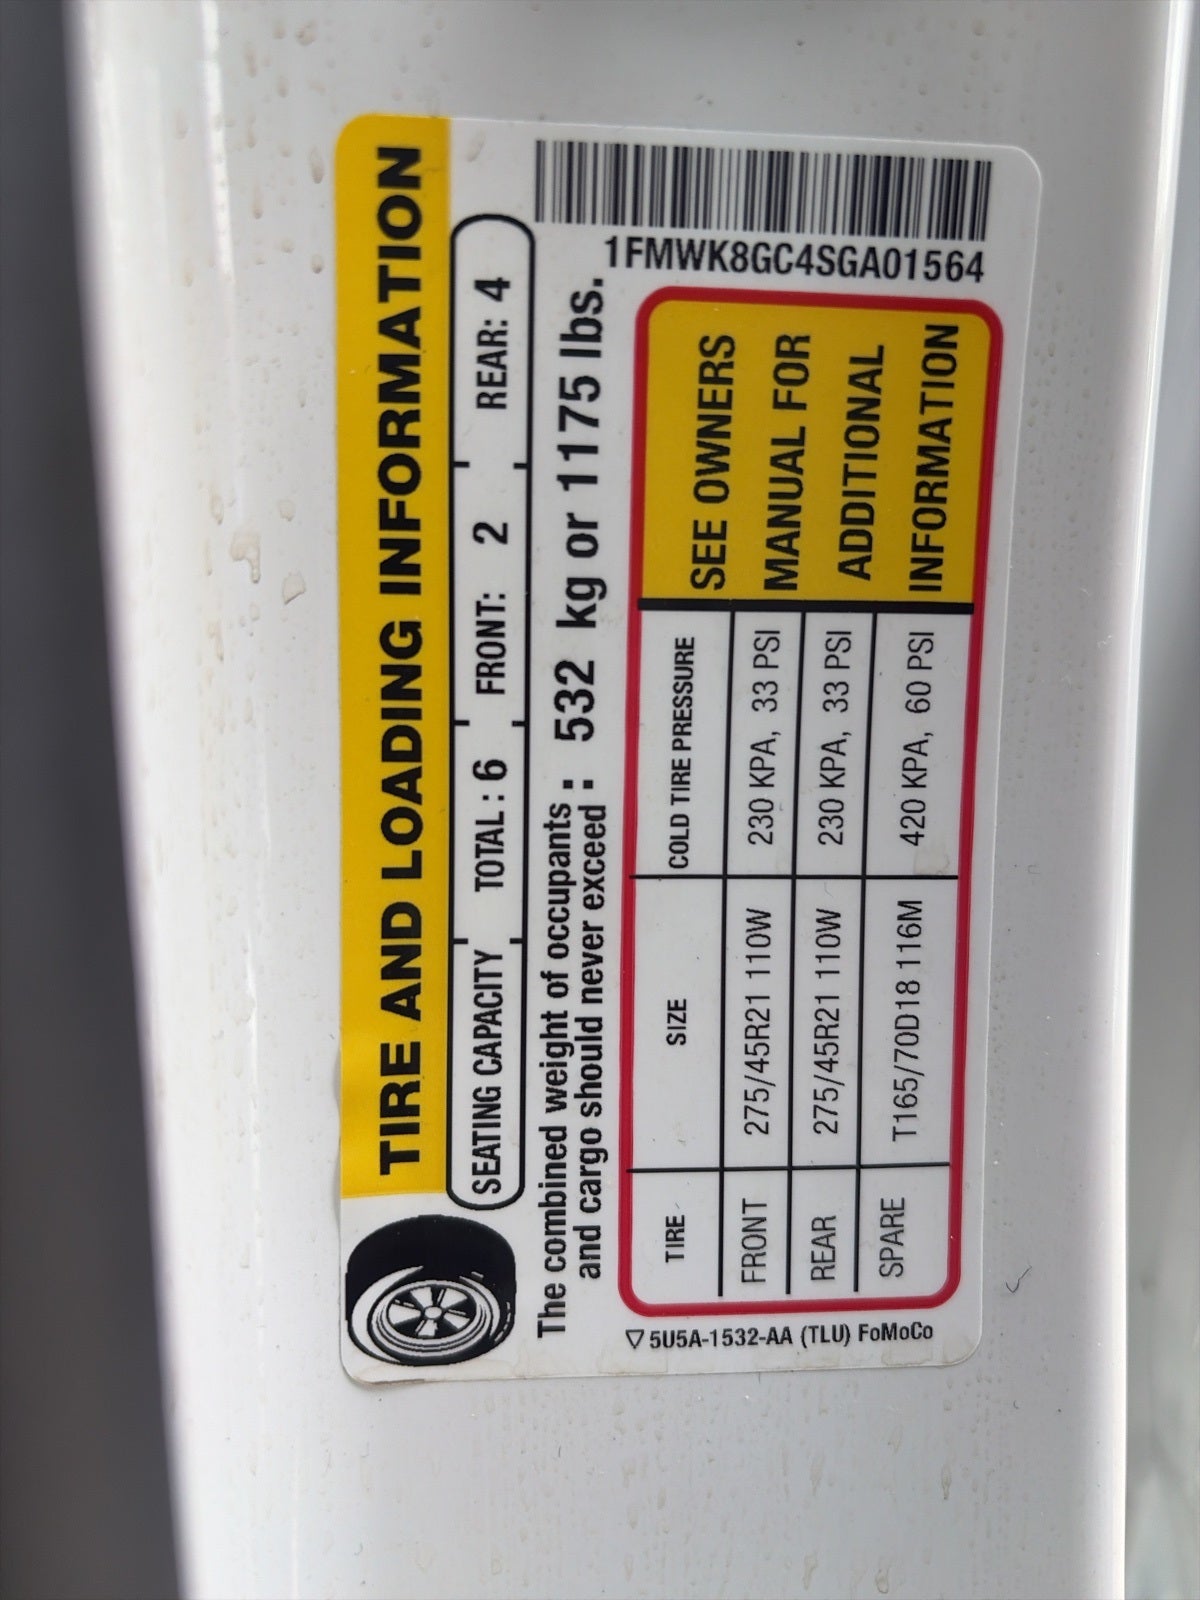 TIRE AND LOADING INFORMATION
SEATING CAPACITY TOTAL : 6 FRONT: 2 REAR: 4
The combined weight of occupants
and cargo should never exceed : 532 kg or 1175 lbs.
1FMWK8GC4SGA01564
TIRE SIZE COLD TIRE PRESSURE
FRONT 275/45R21 110W 230 KPA, 33 PSI
REAR 275/45R21 110W 230 KPA, 33 PSI
SPARE T165/70D18 116M 420 KPA, 60 PSI
SEE OWNERS
MANUAL FOR
ADDITIONAL
INFORMATION
5U5A-1532-AA (TLU) FoMoCo